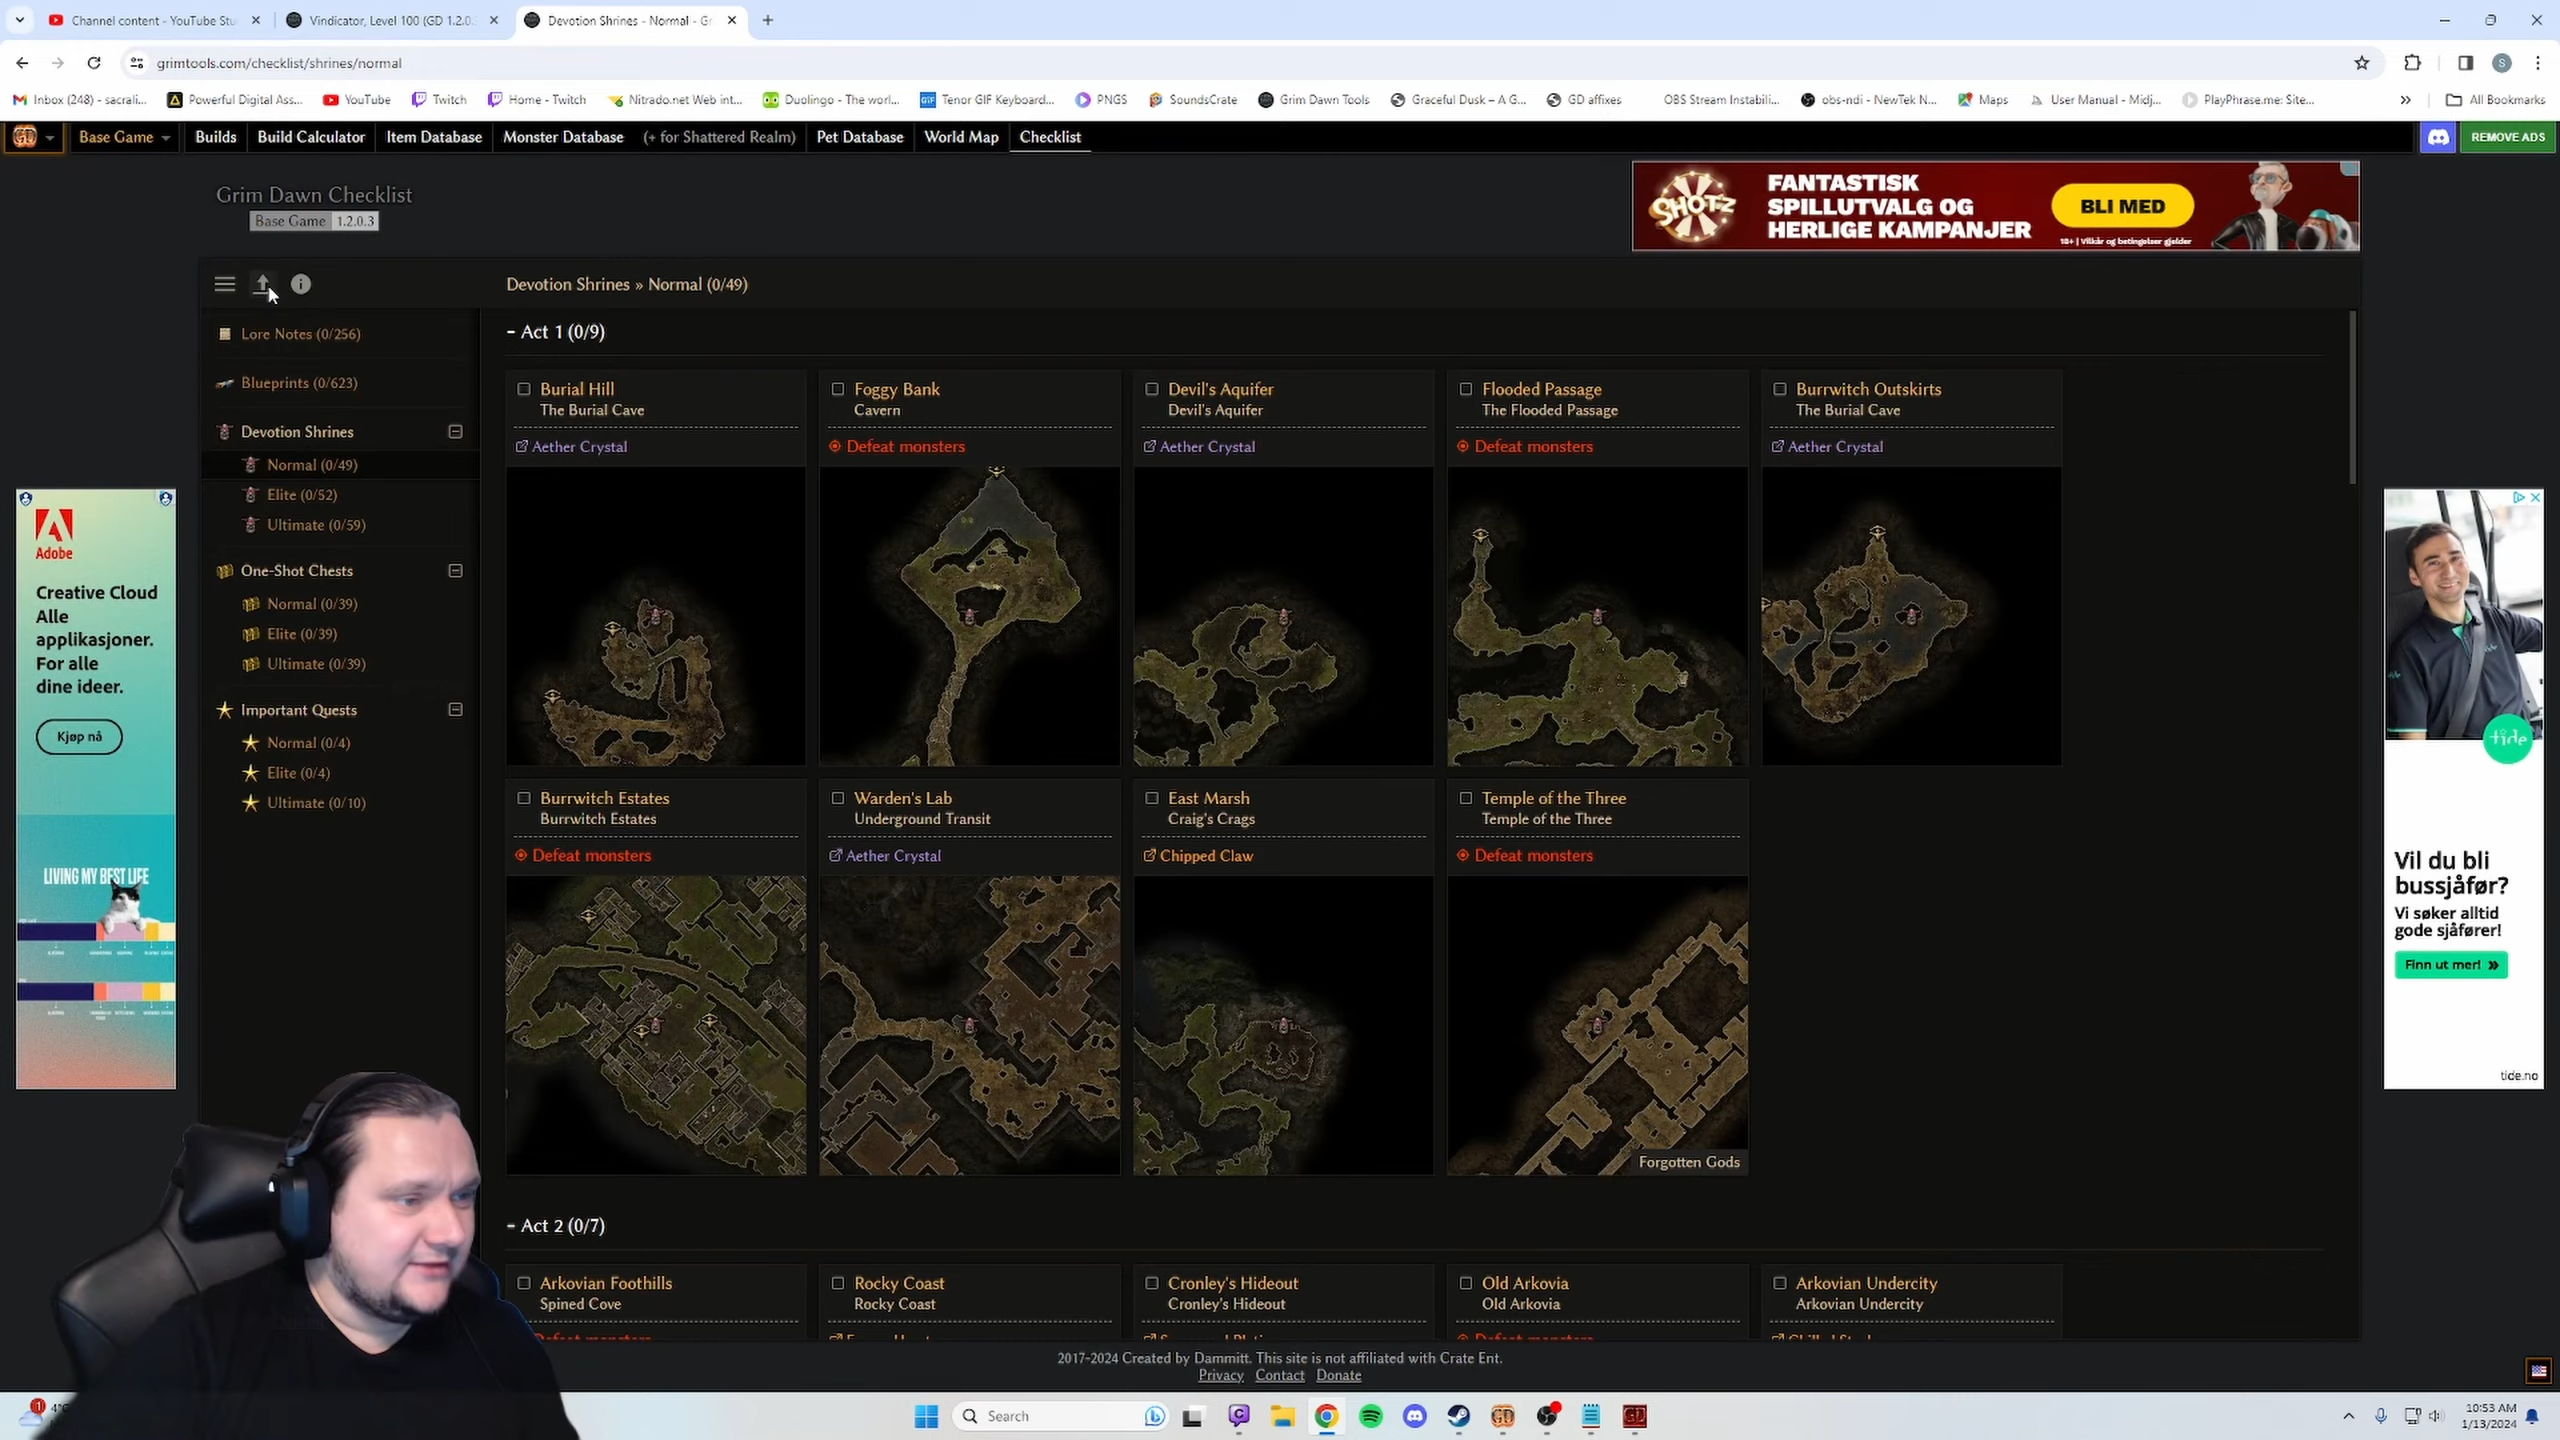 Channel content - YouTube Stu
Vindicator, Level 100 (GD 1.2.0.
Devotion Shrines - Normal - Gr
grimtools.com/checklist/shrines/normal
Inbox (248) - sacrali...
Powerful Digital Ass...
YouTube
Twitch
Home - Twitch
Nitrado.net Web int...
Duolingo - The worl...
Tenor GIF Keyboard...
PNGS
SoundsCrate
Grim Dawn Tools
Graceful Dusk – A G...
GD affixes
OBS Stream Instabili...
obs-ndi - NewTek N...
Maps
User Manual - Midj...
PlayPhrase.me: Site...
All Bookmarks
Base Game
Builds
Build Calculator
Item Database
Monster Database
(+ for Shattered Realm)
Pet Database
World Map
Checklist
REMOVE ADS
Grim Dawn Checklist
Base Game 1.2.0.3
SHOTZ
FANTASTISK
SPILLUTVALG OG
HERLIGE KAMPANJER
BLI MED
18+ | Vilkår og betingelser gjelder
Devotion Shrines » Normal (0/49)
Lore Notes (0/256)
Blueprints (0/623)
Devotion Shrines
Normal (0/49)
Elite (0/52)
Ultimate (0/59)
One-Shot Chests
Normal (0/39)
Elite (0/39)
Ultimate (0/39)
Important Quests
Normal (0/4)
Elite (0/4)
Ultimate (0/10)
- Act 1 (0/9)
Burial Hill
The Burial Cave
Aether Crystal
Foggy Bank
Cavern
Defeat monsters
Devil's Aquifer
Devil's Aquifer
Aether Crystal
Flooded Passage
The Flooded Passage
Defeat monsters
Burrwitch Outskirts
The Burial Cave
Aether Crystal
Burrwitch Estates
Burrwitch Estates
Defeat monsters
Warden's Lab
Underground Transit
Aether Crystal
East Marsh
Craig's Crags
Chipped Claw
Temple of the Three
Temple of the Three
Defeat monsters
Forgotten Gods
- Act 2 (0/7)
Arkovian Foothills
Spined Cove
Defeat monsters
Rocky Coast
Rocky Coast
Cronley's Hideout
Cronley's Hideout
Old Arkovia
Old Arkovia
Defeat monsters
Arkovian Undercity
Arkovian Undercity
Adobe
Creative Cloud
Alle
applikasjoner.
For alle
dine ideer.
Kjøp nå
LIVING MY BEST LIFE
tide
Vil du bli
bussjåfør?
Vi søker alltid
gode sjåfører!
Finn ut mer! »
tide.no
2017-2024 Created by Dammitt. This site is not affiliated with Crate Ent.
Privacy Contact Donate
1
4°C
Search
10:53 AM
1/13/2024